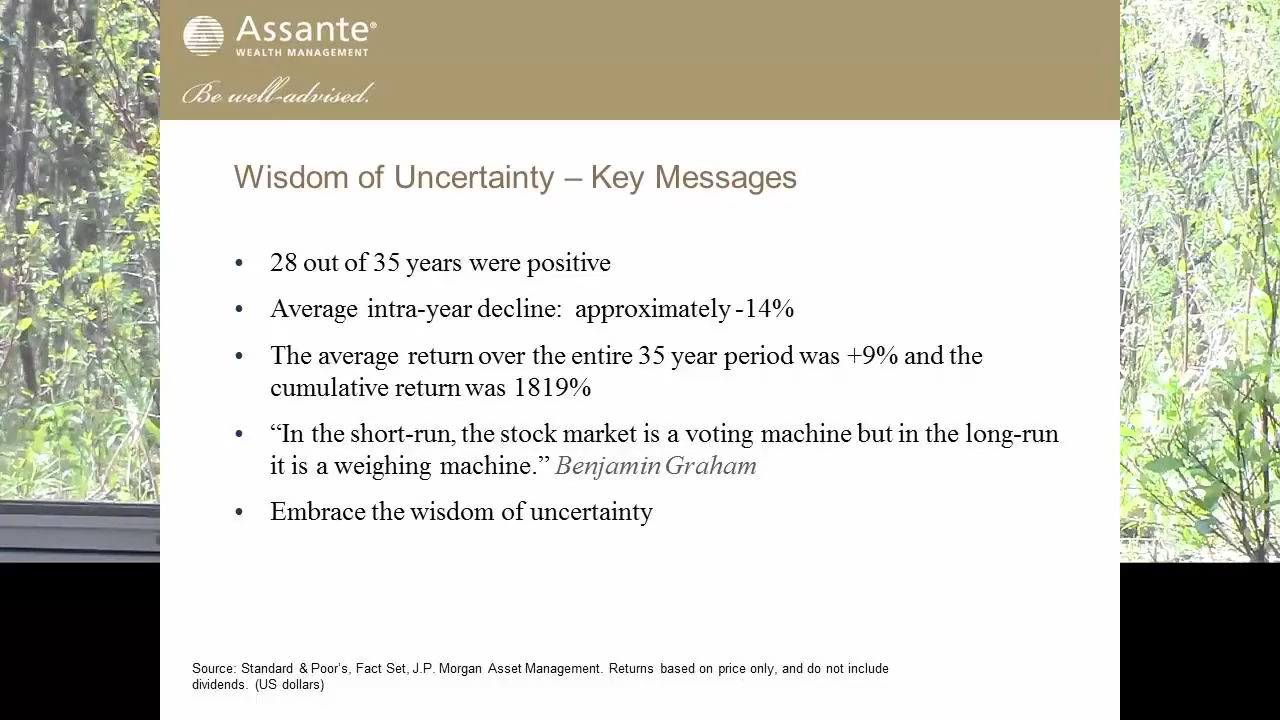 Assante®
WEALTH MANAGEMENT
Be well-advised.
Wisdom of Uncertainty – Key Messages
• 28 out of 35 years were positive
• Average intra-year decline:  approximately -14%
• The average return over the entire 35 year period was +9% and the
cumulative return was 1819%
• “In the short-run, the stock market is a voting machine but in the long-run
it is a weighing machine.” Benjamin Graham
• Embrace the wisdom of uncertainty
Source: Standard & Poor’s, Fact Set, J.P. Morgan Asset Management. Returns based on price only, and do not include
dividends. (US dollars)